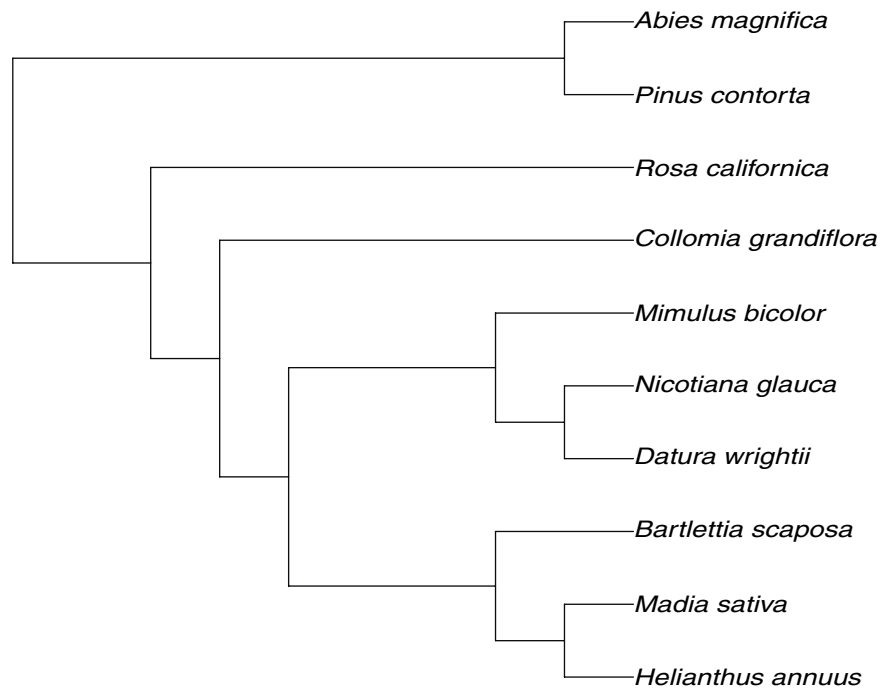 Abies magnifica
Pinus contorta
Rosa californica
Collomia grandiflora
Mimulus bicolor
Nicotiana glauca
Datura wrightii
Bartlettia scaposa
Madia sativa
Helianthus annuus